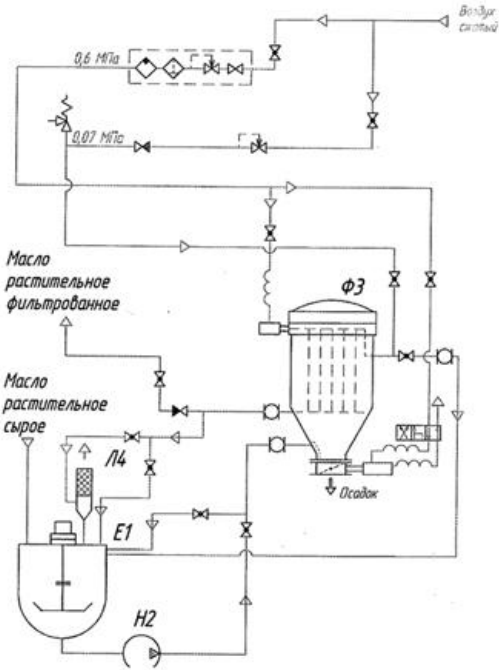 Воздух
сжатый
0,6 МПа
0,07 МПа
Масло
растительное
фильтрованное
Ф3
Масло
растительное
сырое
Л4
Осадок
Е1
Н2